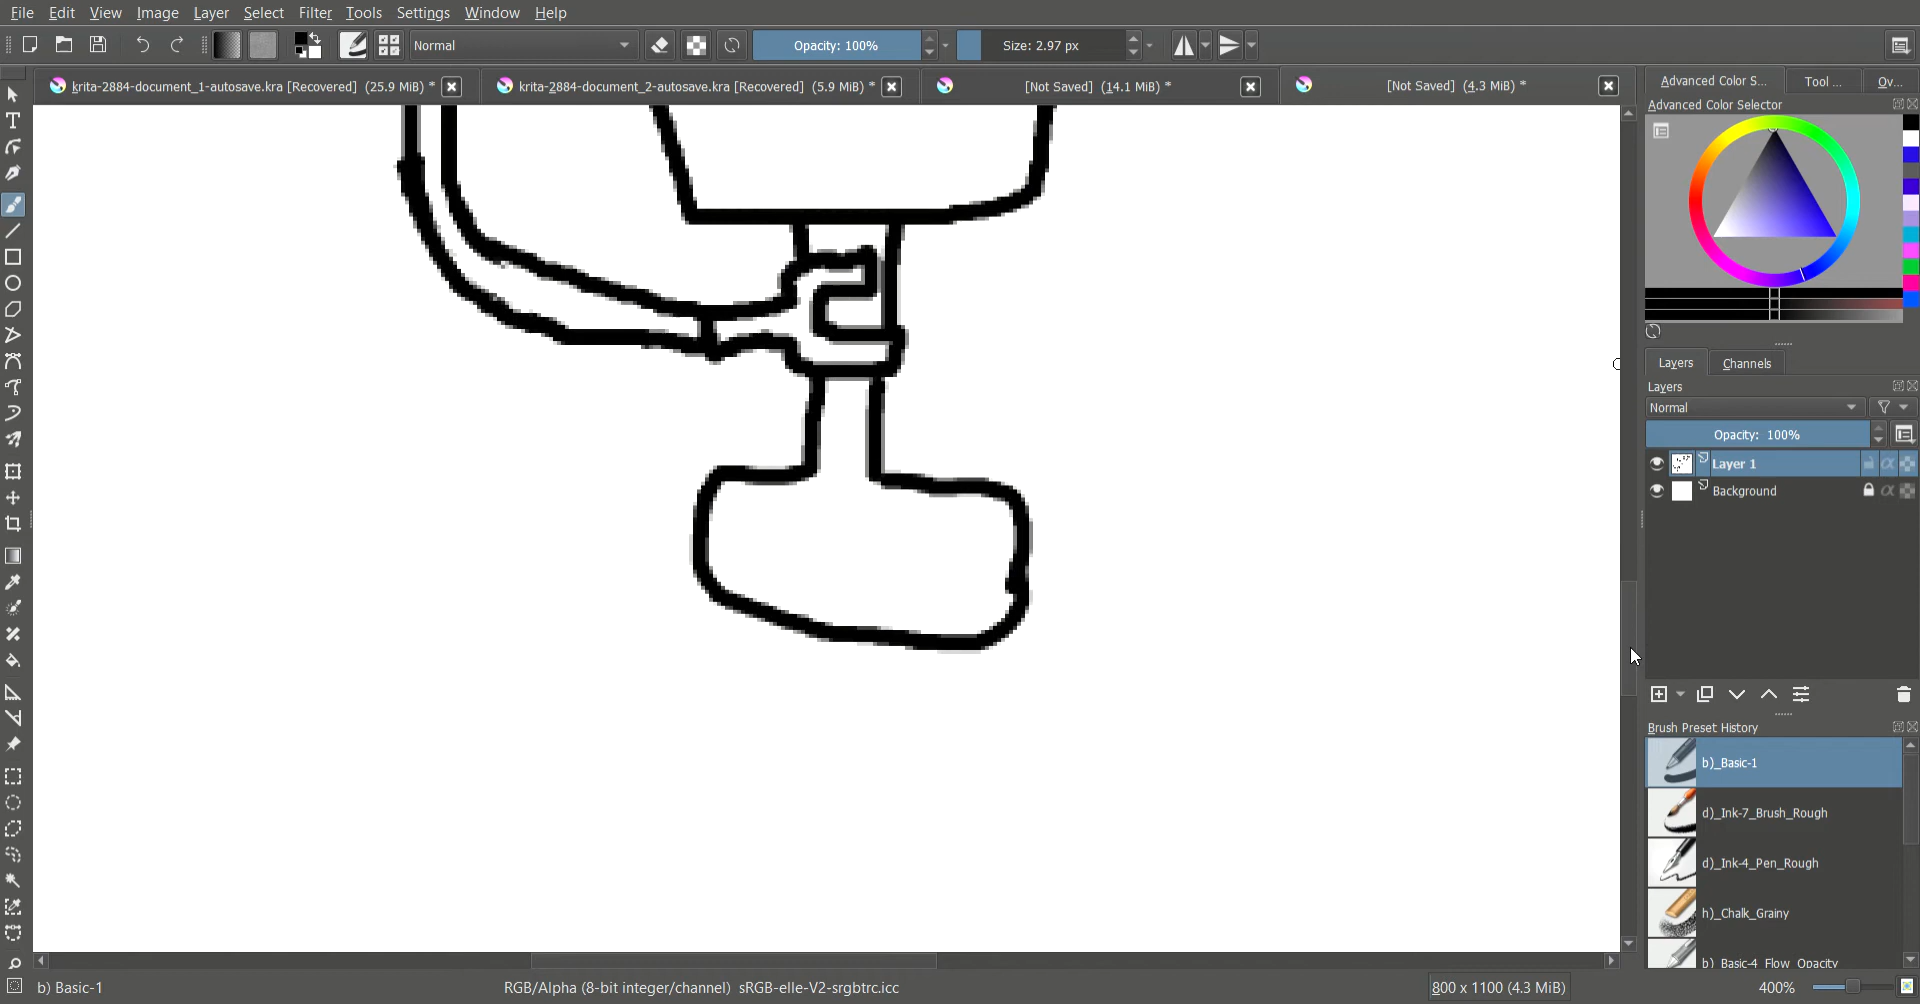 File Edit View Image Layer Select Filter Tools Settings Window Help
Normal Opacity: 100% Size: 2.97 px
krita-2884-document_1-autosave.kra [Recovered] (25.9 MiB) * krita-2884-document_2-autosave.kra [Recovered] (5.9 MiB) * [Not Saved] (14.1 MiB) * [Not Saved] (4.3 MiB) *
Advanced Color S... Tool ... Ov...
Advanced Color Selector
Layers Channels
Layers
Normal
Opacity: 100%
Layer 1
Background
Brush Preset History
b)_Basic-1
d)_Ink-7_Brush_Rough
d)_Ink-4_Pen_Rough
h)_Chalk_Grainy
b)_Basic-4_Flow_Opacity
b) Basic-1 RGB/Alpha (8-bit integer/channel) sRGB-elle-V2-srgbtrc.icc 800 x 1100 (4.3 MiB) 400%